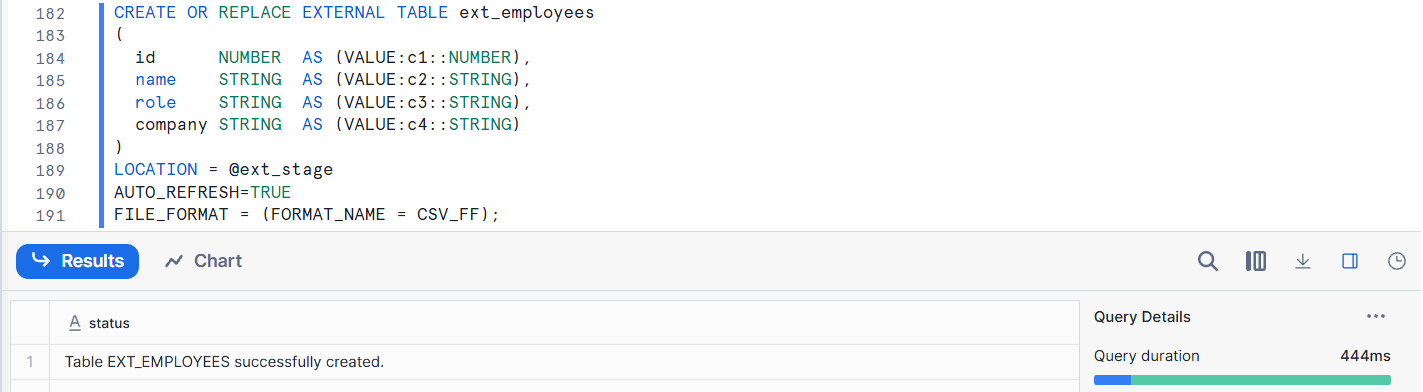 182 CREATE OR REPLACE EXTERNAL TABLE ext_employees
183 (
184   id      NUMBER  AS (VALUE:c1::NUMBER),
185   name    STRING  AS (VALUE:c2::STRING),
186   role    STRING  AS (VALUE:c3::STRING),
187   company STRING  AS (VALUE:c4::STRING)
188 )
189 LOCATION = @ext_stage
190 AUTO_REFRESH=TRUE
191 FILE_FORMAT = (FORMAT_NAME = CSV_FF);
Results Chart
A status
1 Table EXT_EMPLOYEES successfully created.
Query Details ...
Query duration 444ms